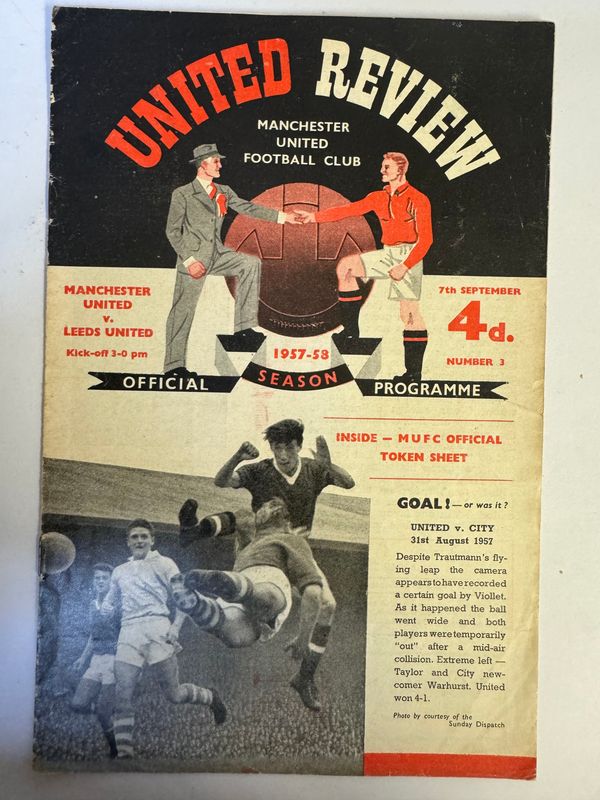 UNITED REVIEW
MANCHESTER
UNITED
FOOTBALL CLUB
MANCHESTER
UNITED
v.
LEEDS UNITED
Kick-off 3-0 pm
7th SEPTEMBER
4d.
NUMBER 3
1957-58
OFFICIAL SEASON PROGRAMME
INSIDE — MUFC OFFICIAL
TOKEN SHEET
GOAL! — or was it?
UNITED v. CITY
31st August 1957
Despite Trautmann's fly-
ing leap the camera
appears to have recorded
a certain goal by Viollet.
As it happened the ball
went wide and both
players were temporarily
"out" after a mid-air
collision. Extreme left —
Taylor and City new-
comer Warhurst. United
won 4-1.
Photo by courtesy of the
Sunday Dispatch